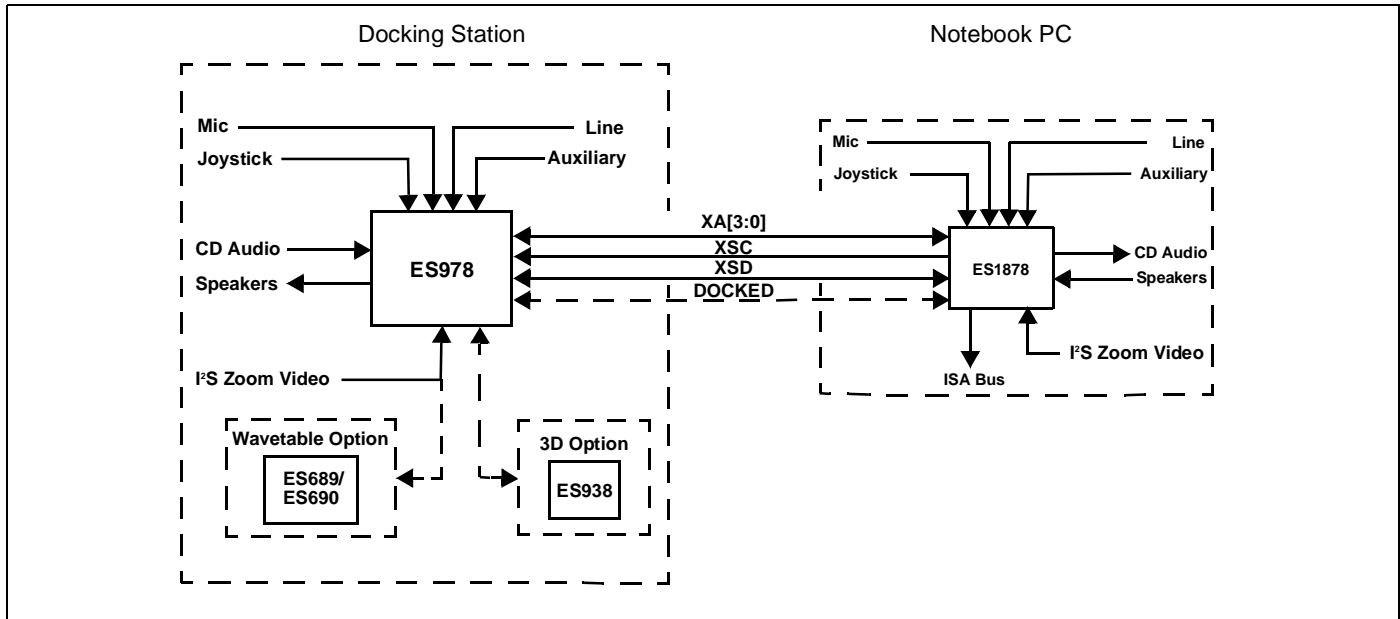 Docking Station
Notebook PC
Mic
Line
Joystick
Auxiliary
CD Audio
Speakers
ES978
I²S Zoom Video
Wavetable Option
ES689/
ES690
3D Option
ES938
XA[3:0]
XSC
XSD
DOCKED
Mic
Line
Joystick
Auxiliary
ES1878
CD Audio
Speakers
I²S Zoom Video
ISA Bus